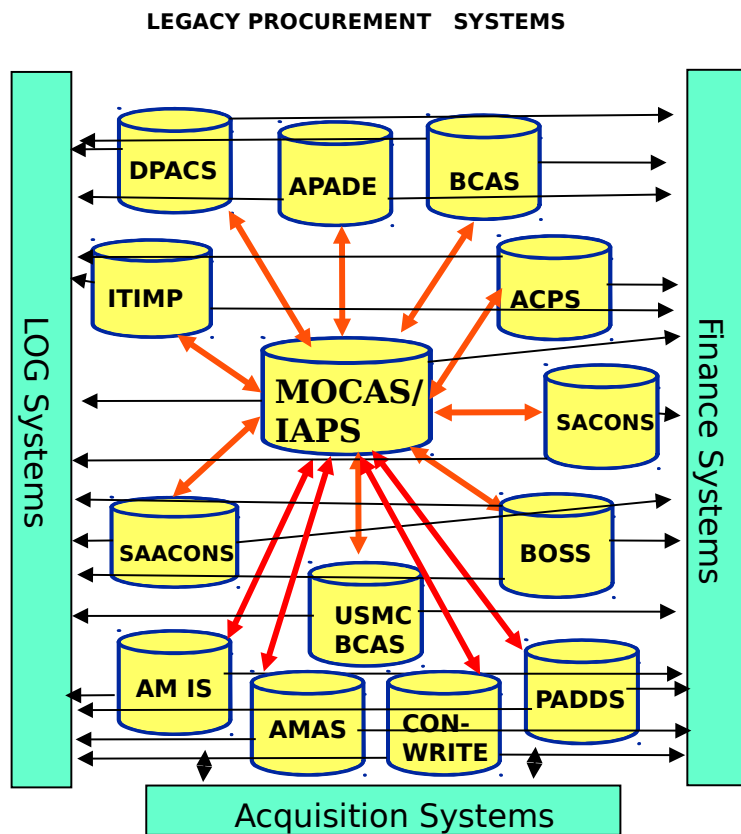 LEGACY PROCUREMENT SYSTEMS
DPACS
APADE
BCAS
ITIMP
ACPS
LOG Systems
MOCAS/
IAPS
Finance Systems
SACONS
SAACONS
BOSS
USMC
BCAS
AM IS
PADDS
AMAS
CON-
WRITE
Acquisition Systems